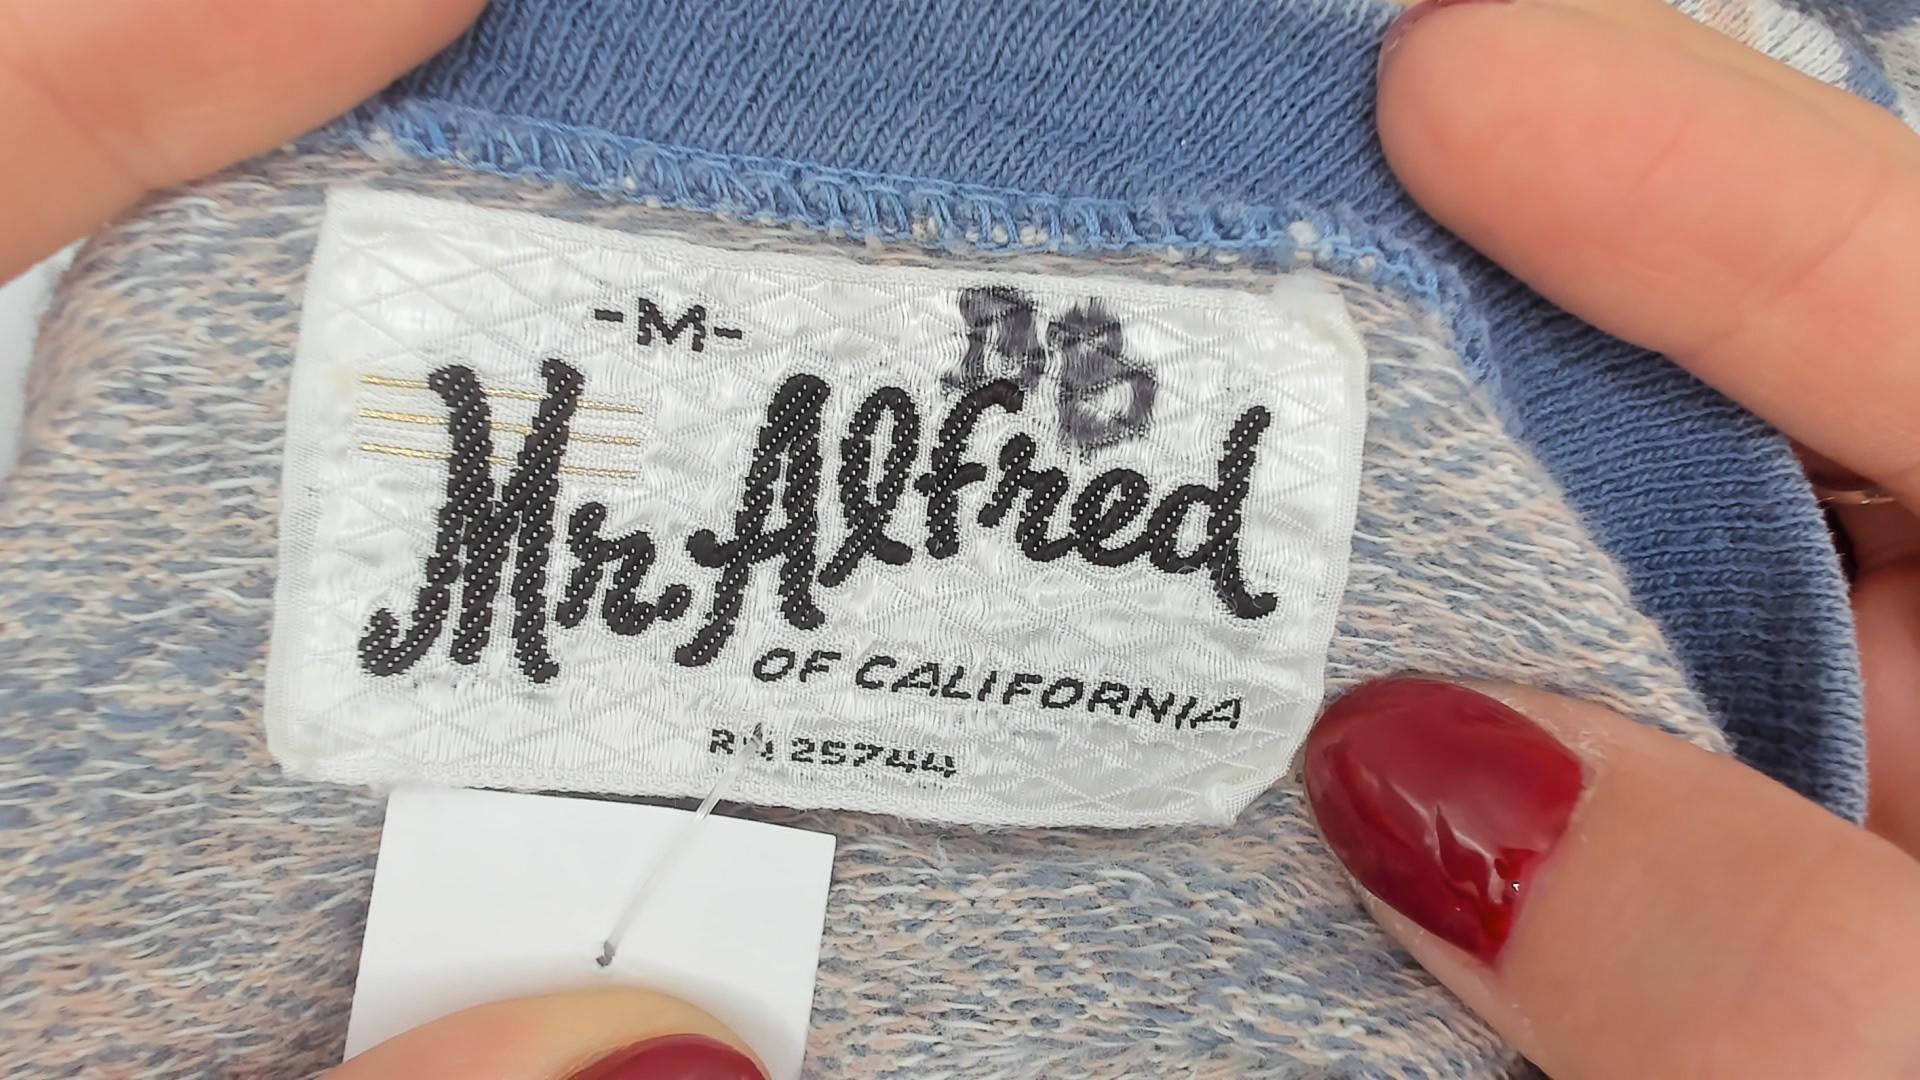 -M-
Mr. Alfred
OF CALIFORNIA
RN 25744